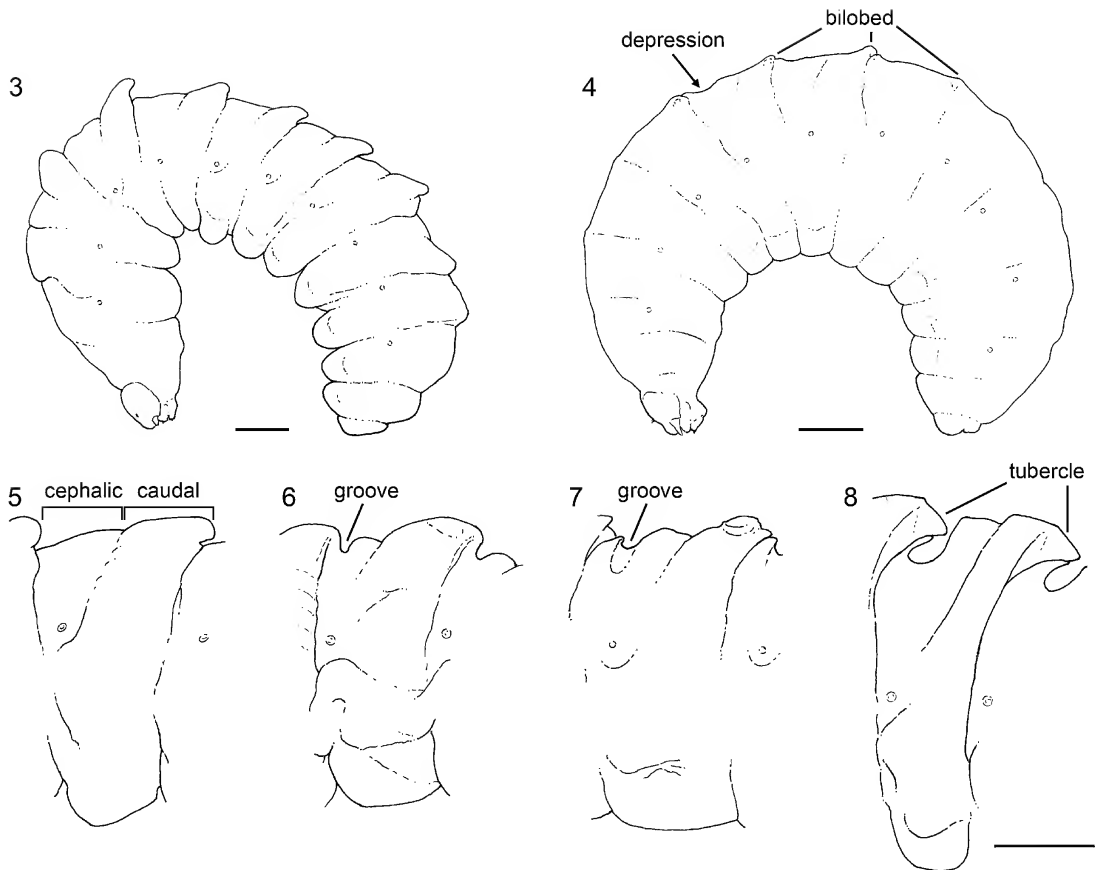 3
4
depression
bilobed
5
cephalic
caudal
6
groove
7
groove
8
tubercle